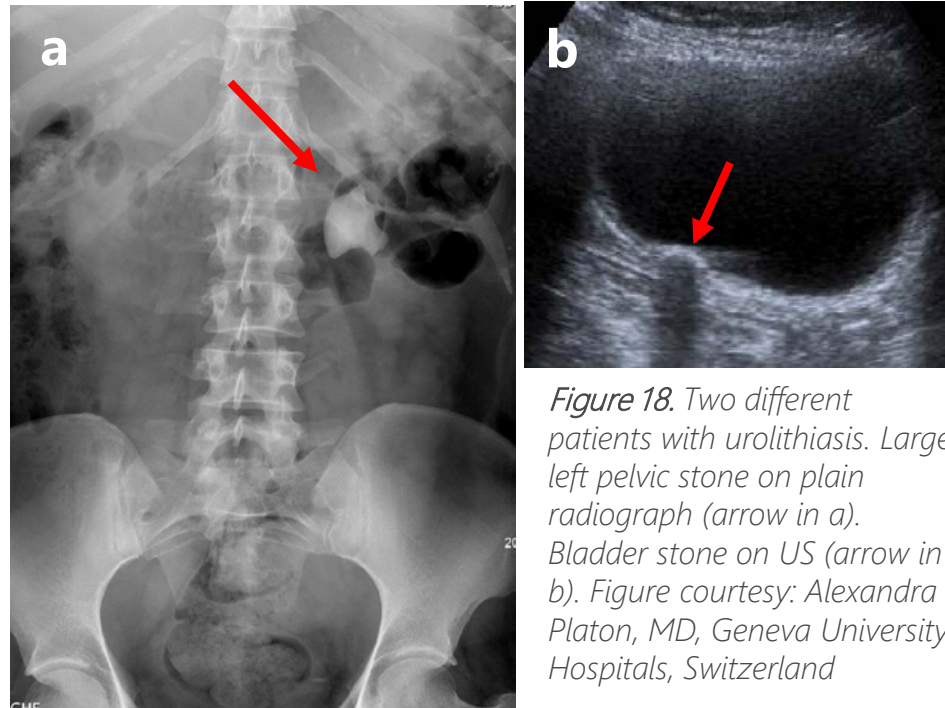 a
b
Figure 18. Two different
patients with urolithiasis. Large
left pelvic stone on plain
radiograph (arrow in a).
Bladder stone on US (arrow in
b). Figure courtesy: Alexandra
Platon, MD, Geneva University
Hospitals, Switzerland
20